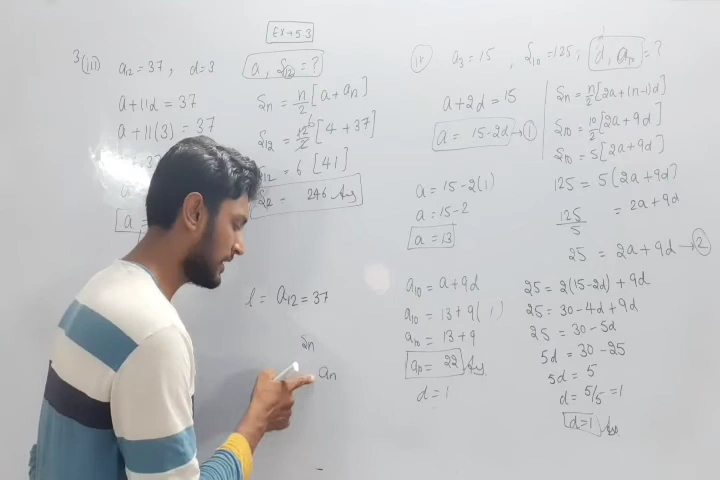 Ex→5.3
3(iii) a₁₂ = 37, d = 3 a, S₁₂ = ?
a + 11d = 37
a + 11(3) = 37
a =
Sₙ = n/2 [a + aₙ]
S₁₂ = 12/2 6 [4 + 37]
S₁₂ = 6 [41]
= 246 Ans
l = a₁₂ = 37
Sₙ
aₙ
iv a₃ = 15, S₁₀ = 125; d, a₁₀ = ?
a + 2d = 15
a = 15 - 2d → 1
a = 15 - 2(1)
a = 15 - 2
a = 13
a₁₀ = a + 9d
a₁₀ = 13 + 9(1)
a₁₀ = 13 + 9
a₁₀ = 22 Ans
d = 1
Sₙ = n/2 [2a + (n-1)d]
S₁₀ = 10/2 [2a + 9d]
S₁₀ = 5[2a + 9d]
125 = 5(2a + 9d]
125/5 = 2a + 9d
25 = 2a + 9d → 2
25 = 2(15 - 2d) + 9d
25 = 30 - 4d + 9d
25 = 30 - 5d
5d = 30 - 25
5d = 5
d = 5/5 = 1
d = 1 Ans